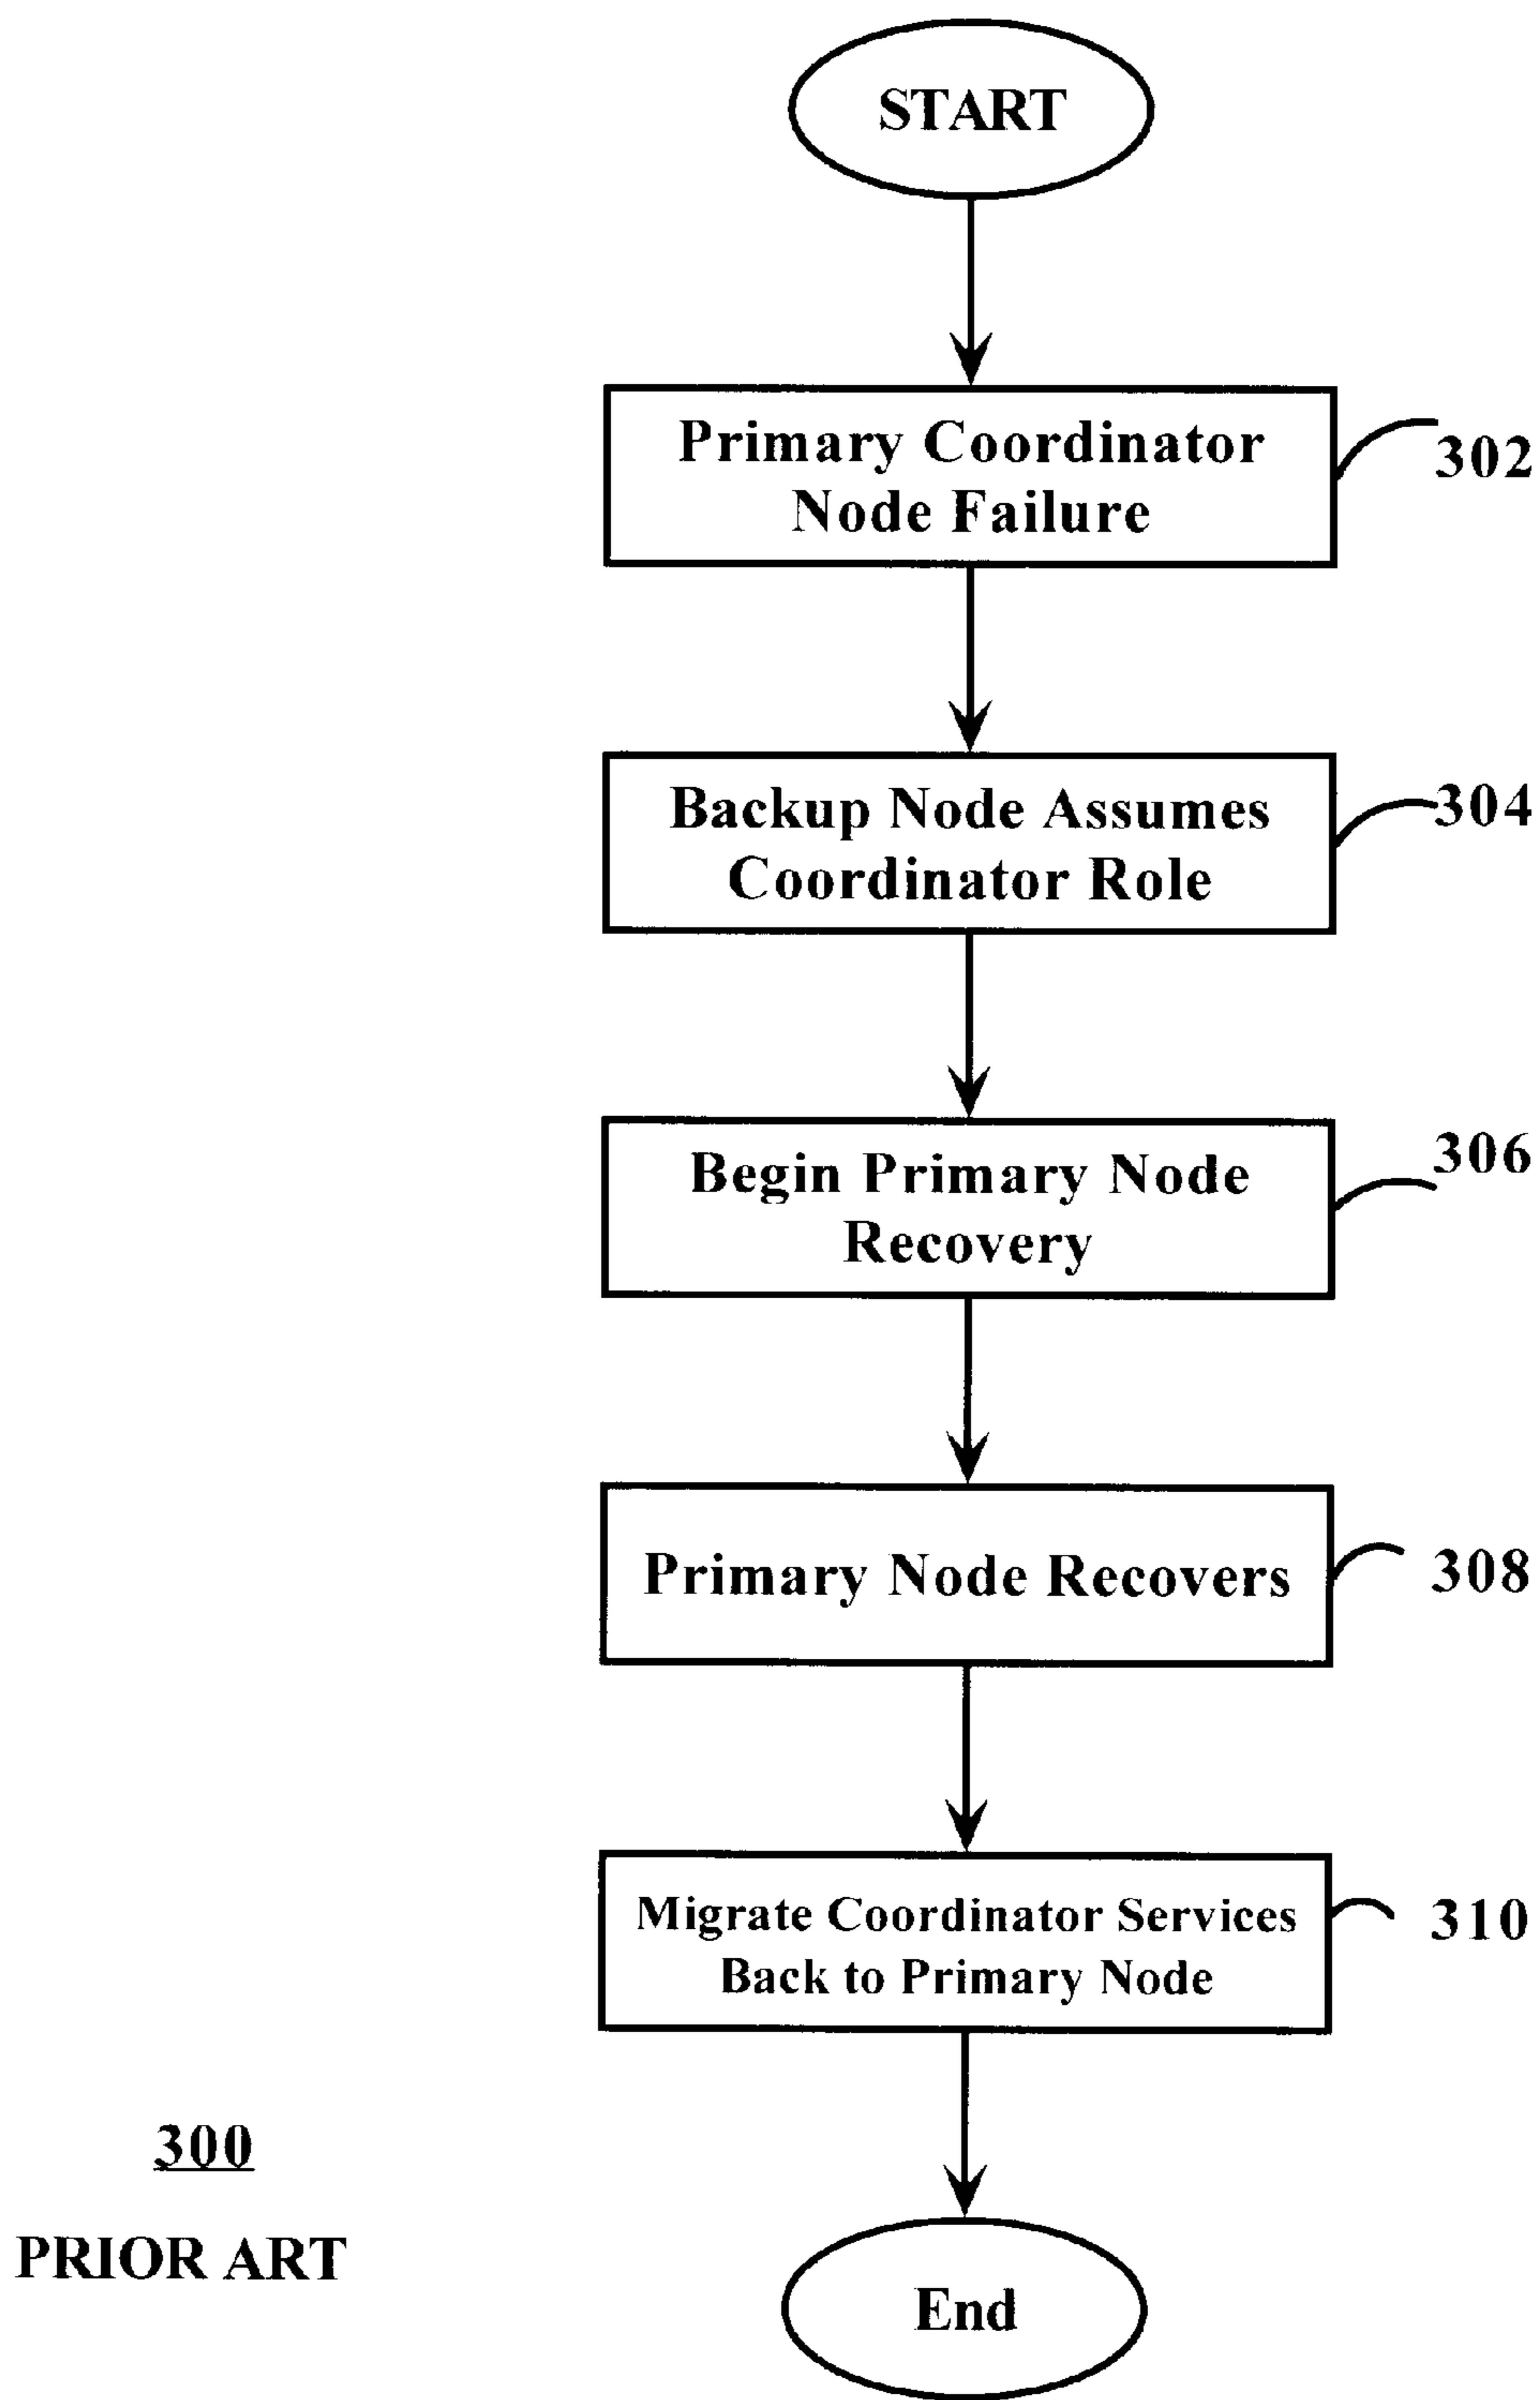 START
Primary Coordinator
Node Failure
302
Backup Node Assumes
Coordinator Role
304
Begin Primary Node
Recovery
306
Primary Node Recovers
308
Migrate Coordinator Services
Back to Primary Node
310
300
PRIOR ART
End